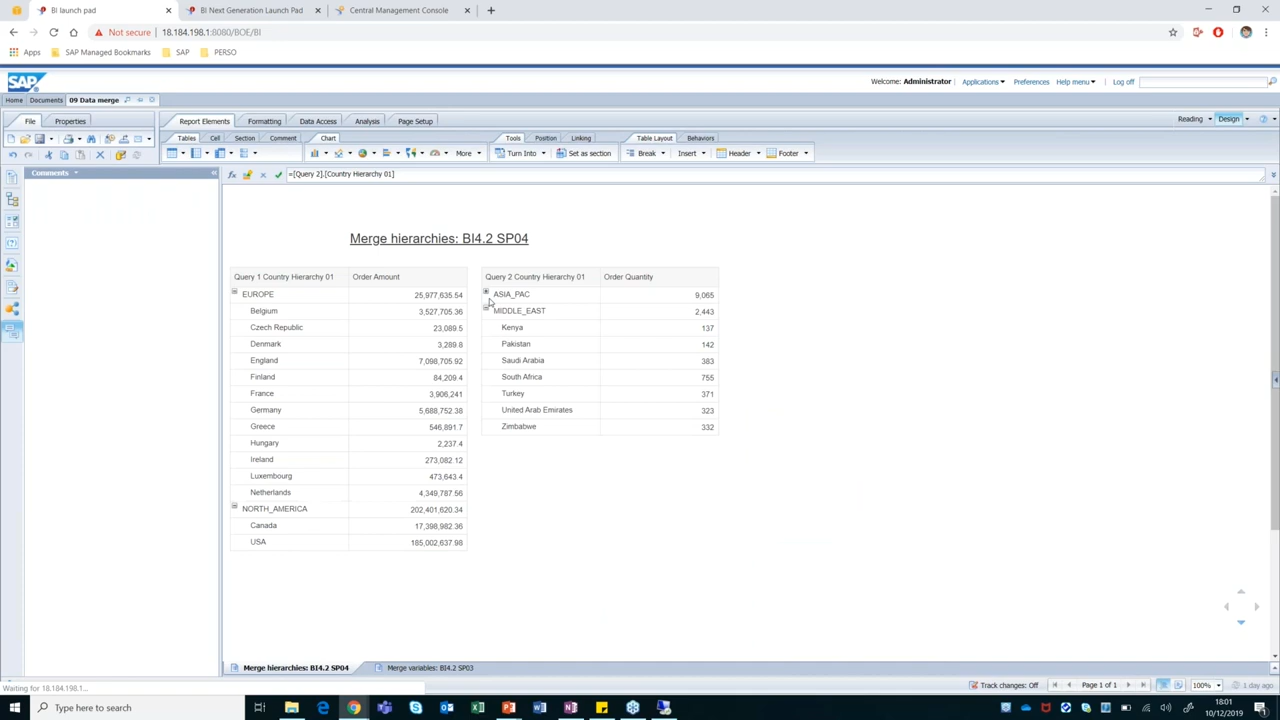 BI launch pad
BI Next Generation Launch Pad
Central Management Console
Not secure 18.184.198.1:8080/BOE/BI
Apps SAP Managed Bookmarks SAP PERSO
SAP
Welcome: Administrator Applications Preferences Help menu Log off
Home Documents 09 Data merge
File Properties Report Elements Formatting Data Access Analysis Page Setup Reading Design
Tables Cell Section Comment Chart Tools Position Linking Table Layout Behaviors
More Turn Into Set as section Break Insert Header Footer
Comments =[Query 2].[Country Hierarchy 01]
Merge hierarchies: BI4.2 SP04
Query 1 Country Hierarchy 01 Order Amount Query 2 Country Hierarchy 01 Order Quantity
EUROPE 25,977,635.54 ASIA_PAC 9,065
Belgium 3,527,705.36 MIDDLE_EAST 2,443
Czech Republic 23,089.5 Kenya 137
Denmark 3,289.8 Pakistan 142
England 7,098,705.92 Saudi Arabia 383
Finland 84,209.4 South Africa 755
France 3,906,241 Turkey 371
Germany 5,688,752.38 United Arab Emirates 323
Greece 546,891.7 Zimbabwe 332
Hungary 2,237.4
Ireland 273,082.12
Luxembourg 473,643.4
Netherlands 4,349,787.56
NORTH_AMERICA 202,401,620.34
Canada 17,398,982.36
USA 185,002,637.98
Merge hierarchies: BI4.2 SP04 Merge variables: BI4.2 SP03
Waiting for 18.184.198.1... Track changes: Off Page 1 of 1 100% 1 day ago
Type here to search 18:01
10/12/2019